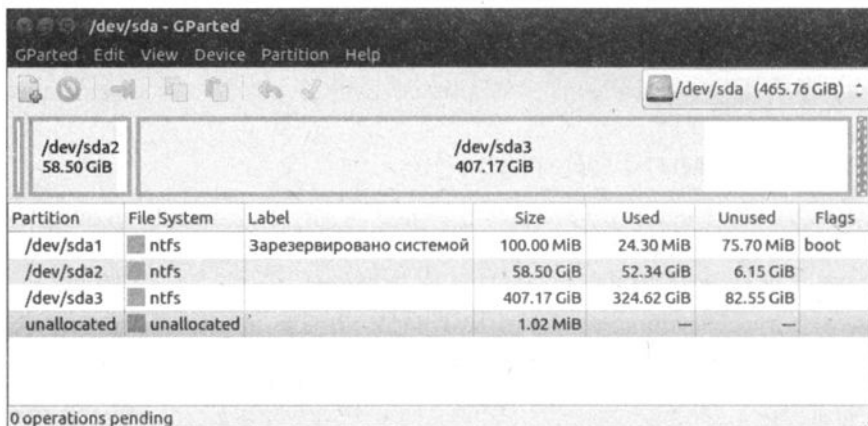 /dev/sda - GParted
GParted Edit View Device Partition Help
/dev/sda (465.76 GiB)
/dev/sda2
58.50 GiB
/dev/sda3
407.17 GiB
Partition File System Label Size Used Unused Flags
/dev/sda1 ntfs Зарезервировано системой 100.00 MiB 24.30 MiB 75.70 MiB boot
/dev/sda2 ntfs 58.50 GiB 52.34 GiB 6.15 GiB
/dev/sda3 ntfs 407.17 GiB 324.62 GiB 82.55 GiB
unallocated unallocated 1.02 MiB — —
0 operations pending